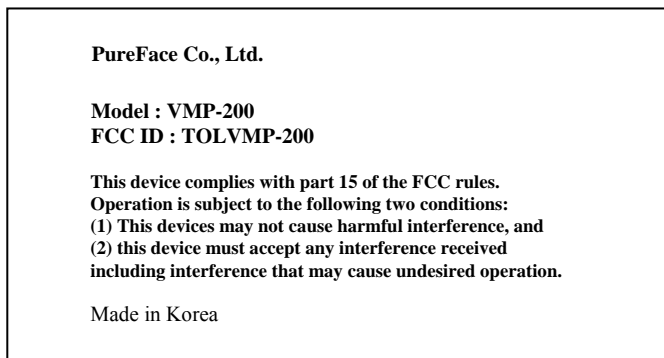 PureFace Co., Ltd.
Model : VMP-200
FCC ID : TOLVMP-200
This device complies with part 15 of the FCC rules.
Operation is subject to the following two conditions:
(1) This devices may not cause harmful interference, and
(2) this device must accept any interference received
including interference that may cause undesired operation.
Made in Korea